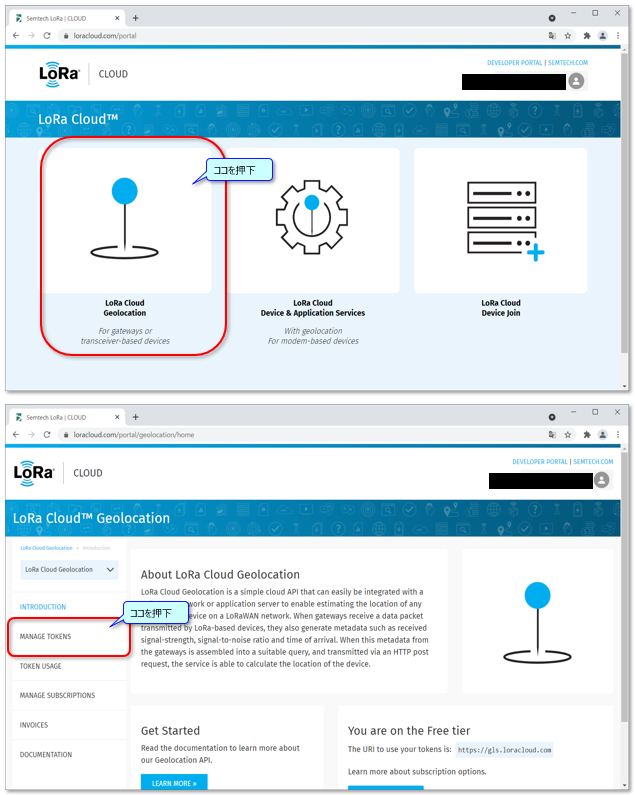 Semtech LoRa | CLOUD
loracloud.com/portal
DEVELOPER PORTAL | SEMTECH.COM
LoRa® CLOUD
LoRa Cloud™
ココを押下
LoRa Cloud
Geolocation
For gateways or
transceiver-based devices
LoRa Cloud
Device & Application Services
With geolocation
For modem-based devices
LoRa Cloud
Device Join
Semtech LoRa | CLOUD
loracloud.com/portal/geolocation/home
DEVELOPER PORTAL | SEMTECH.COM
LoRa® CLOUD
LoRa Cloud™ Geolocation
LoRa Cloud Geolocation > Introduction
LoRa Cloud Geolocation
INTRODUCTION
ココを押下
MANAGE TOKENS
TOKEN USAGE
MANAGE SUBSCRIPTIONS
INVOICES
DOCUMENTATION
About LoRa Cloud Geolocation
LoRa Cloud Geolocation is a simple cloud API that can easily be integrated with a
work or application server to enable estimating the location of any
device on a LoRaWAN network. When gateways receive a data packet
transmitted by LoRa-based devices, they also generate metadata such as received
signal-strength, signal-to-noise ratio and time of arrival. When this metadata from
the gateways is assembled into a suitable query, and transmitted via an HTTP post
request, the service is able to calculate the location of the device.
Get Started
Read the documentation to learn more about
our Geolocation API.
LEARN MORE »
You are on the Free tier
The URI to use your tokens is: https://gls.loracloud.com
Learn more about subscription options.